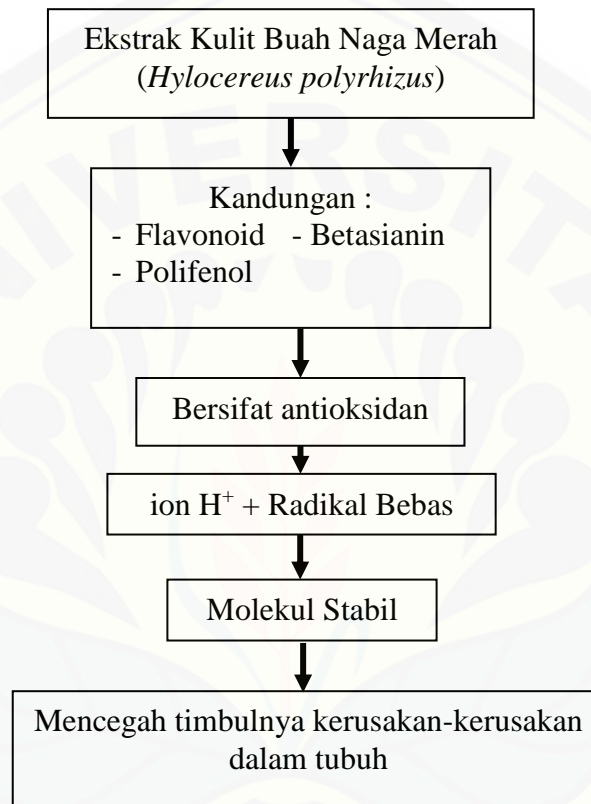 Ekstrak Kulit Buah Naga Merah
(Hylocereus polyrhizus)
Kandungan :
- Flavonoid - Betasianin
- Polifenol
Bersifat antioksidan
ion H⁺ + Radikal Bebas
Molekul Stabil
Mencegah timbulnya kerusakan-kerusakan
dalam tubuh